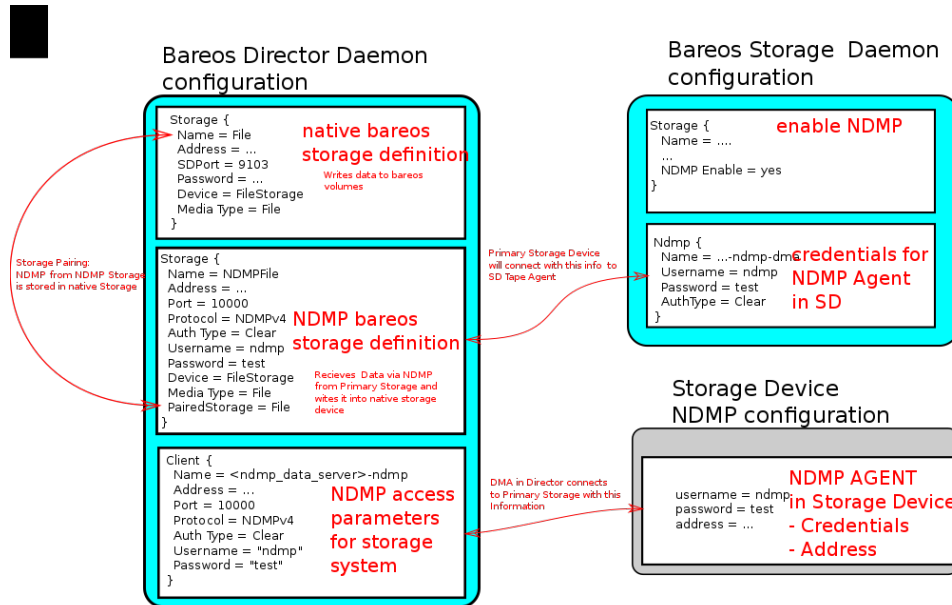 Bareos Director Daemon
configuration
Storage {
Name = File
Address = ...
SDPort = 9103
Password = ...
Device = FileStorage
Media Type = File
}
native bareos
storage definition
Writes data to bareos
volumes
Storage {
Name = NDMPFile
Address = ...
Port = 10000
Protocol = NDMPv4
Auth Type = Clear
Username = ndmp
Password = test
Device = FileStorage
Media Type = File
PairedStorage = File
}
NDMP bareos
storage definition
Recieves Data via NDMP
from Primary Storage and
wites it into native storage
device
Client {
Name = <ndmp_data_server>-ndmp
Address = ...
Port = 10000
Protocol = NDMPv4
Auth Type = Clear
Username = "ndmp"
Password = "test"
}
NDMP access
parameters
for storage
system
Storage Pairing:
NDMP from NDMP Storage
is stored in native Storage
Primary Storage Device
will connect with this info to
SD Tape Agent
DMA in Director connects
to Primary Storage with this
Information
Bareos Storage Daemon
configuration
Storage {
Name = ....
...
NDMP Enable = yes
}
enable NDMP
Ndmp {
Name = ...-ndmp-dma
Username = ndmp
Password = test
AuthType = Clear
}
credentials for
NDMP Agent
in SD
Storage Device
NDMP configuration
username = ndmp
password = test
address = ...
NDMP AGENT
in Storage Device
- Credentials
- Address